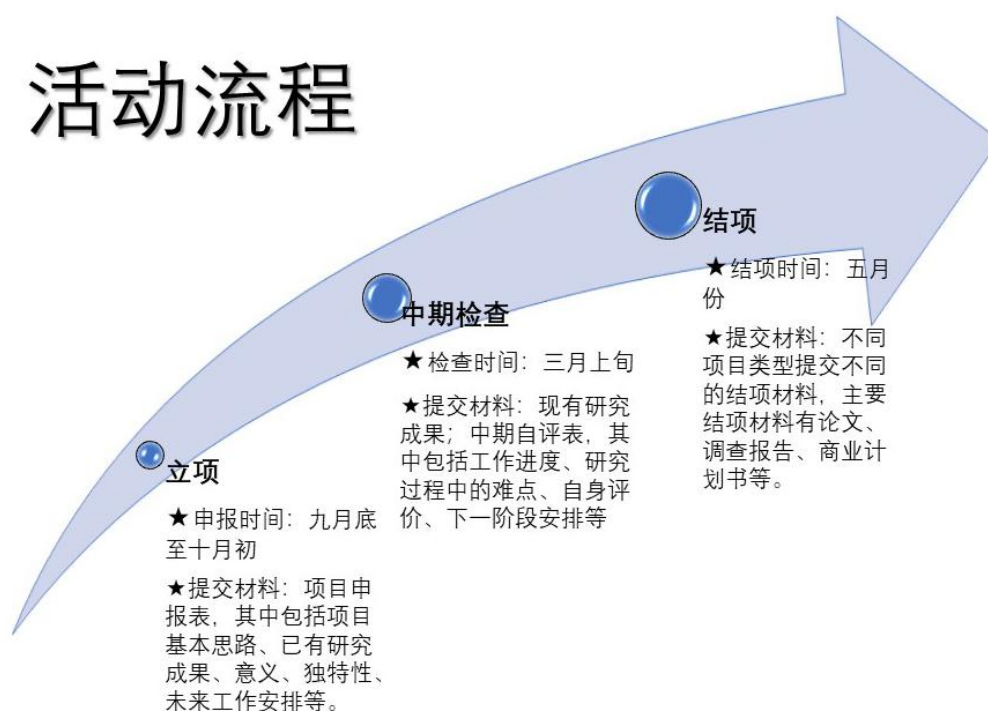 活动流程
立项
★申报时间：九月底
至十月初
★提交材料：项目申
报表，其中包括项目
基本思路、已有研究
成果、意义、独特性、
未来工作安排等。
中期检查
★检查时间：三月上旬
★提交材料：现有研究
成果；中期自评表，其
中包括工作进度、研究
过程中的难点、自身评
价、下一阶段安排等
结项
★结项时间：五月
份
★提交材料：不同
项目类型提交不同
的结项材料，主要
结项材料有论文、
调查报告、商业计
划书等。